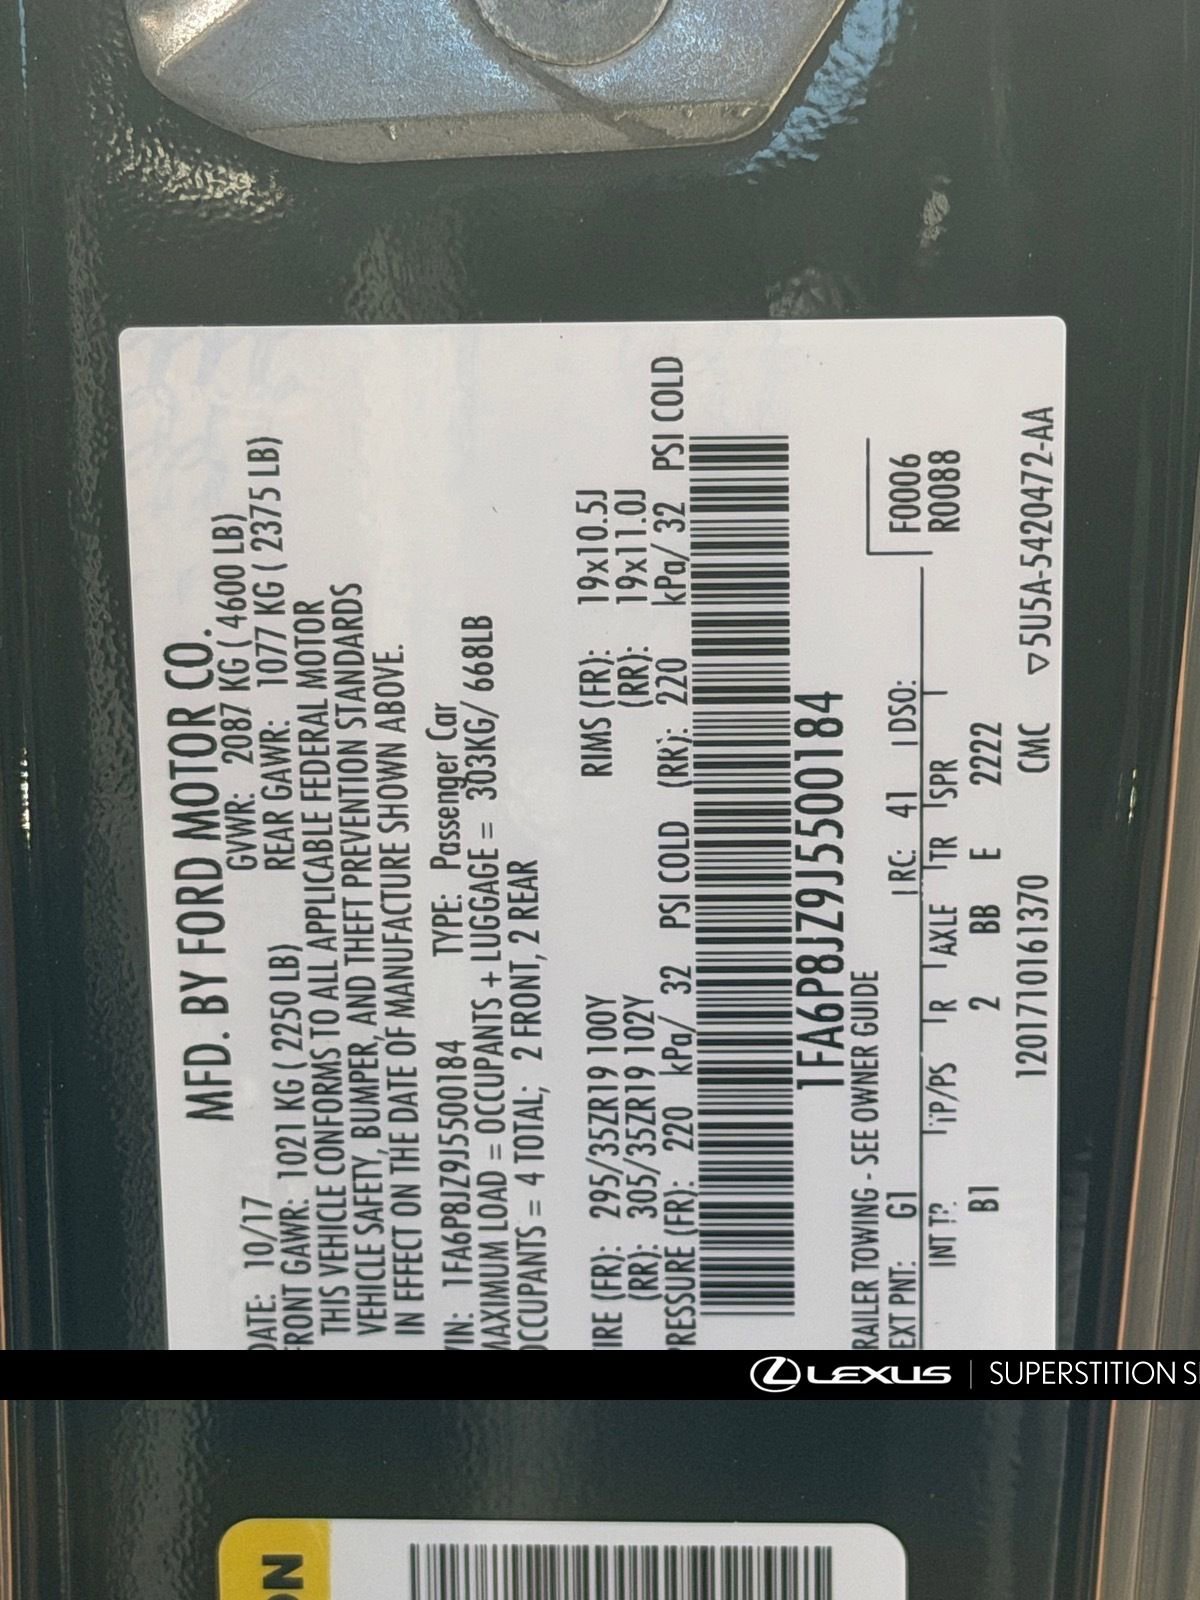 MFD. BY FORD MOTOR CO.
DATE: 10/17 GVWR: 2087 KG ( 4600 LB)
FRONT GAWR: 1021 KG ( 2250 LB) REAR GAWR: 1077 KG ( 2375 LB)
THIS VEHICLE CONFORMS TO ALL APPLICABLE FEDERAL MOTOR
VEHICLE SAFETY, BUMPER, AND THEFT PREVENTION STANDARDS
IN EFFECT ON THE DATE OF MANUFACTURE SHOWN ABOVE.
VIN: 1FA6P8JZ9J5500184 TYPE: Passenger Car
MAXIMUM LOAD = OCCUPANTS + LUGGAGE = 303KG/ 668LB
OCCUPANTS = 4 TOTAL; 2 FRONT, 2 REAR
TIRE (FR): 295/35ZR19 100Y RIMS (FR): 19x10.5J
(RR): 305/35ZR19 102Y (RR): 19x11.0J
PRESSURE (FR): 220 kPa/ 32 PSI COLD (RR): 220 kPa/ 32 PSI COLD
1FA6P8JZ9J5500184
TRAILER TOWING - SEE OWNER GUIDE
F0006
R0088
EXT PNT: G1 RC: 41 DSO:
INT TR TP/PS R AXLE TR SPR
B1 2 BB E 2222
1201710161370 CMC ▽5U5A-5420472-AA
LEXUS | SUPERSTITION
ON